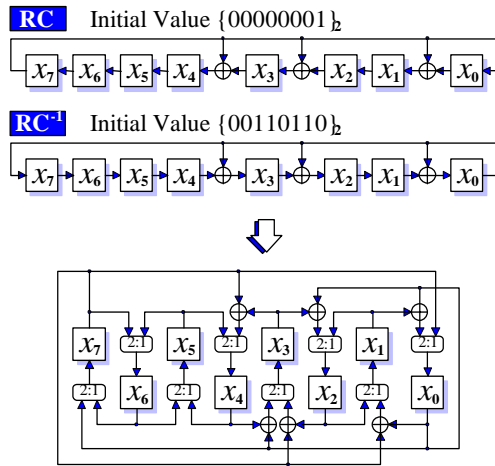 RC Initial Value {00000001}₂
x₇ x₆ x₅ x₄ x₃ x₂ x₁ x₀
RC⁻¹ Initial Value {00110110}₂
x₇ x₆ x₅ x₄ x₃ x₂ x₁ x₀
x₇ 2:1 x₅ 2:1 x₃ 2:1 x₁ 2:1
2:1 x₆ 2:1 x₄ 2:1 x₂ 2:1 x₀